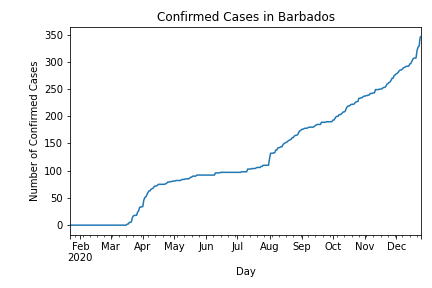 Confirmed Cases in Barbados
Number of Confirmed Cases
350
300
250
200
150
100
50
0
Feb Mar Apr May Jun Jul Aug Sep Oct Nov Dec
2020
Day